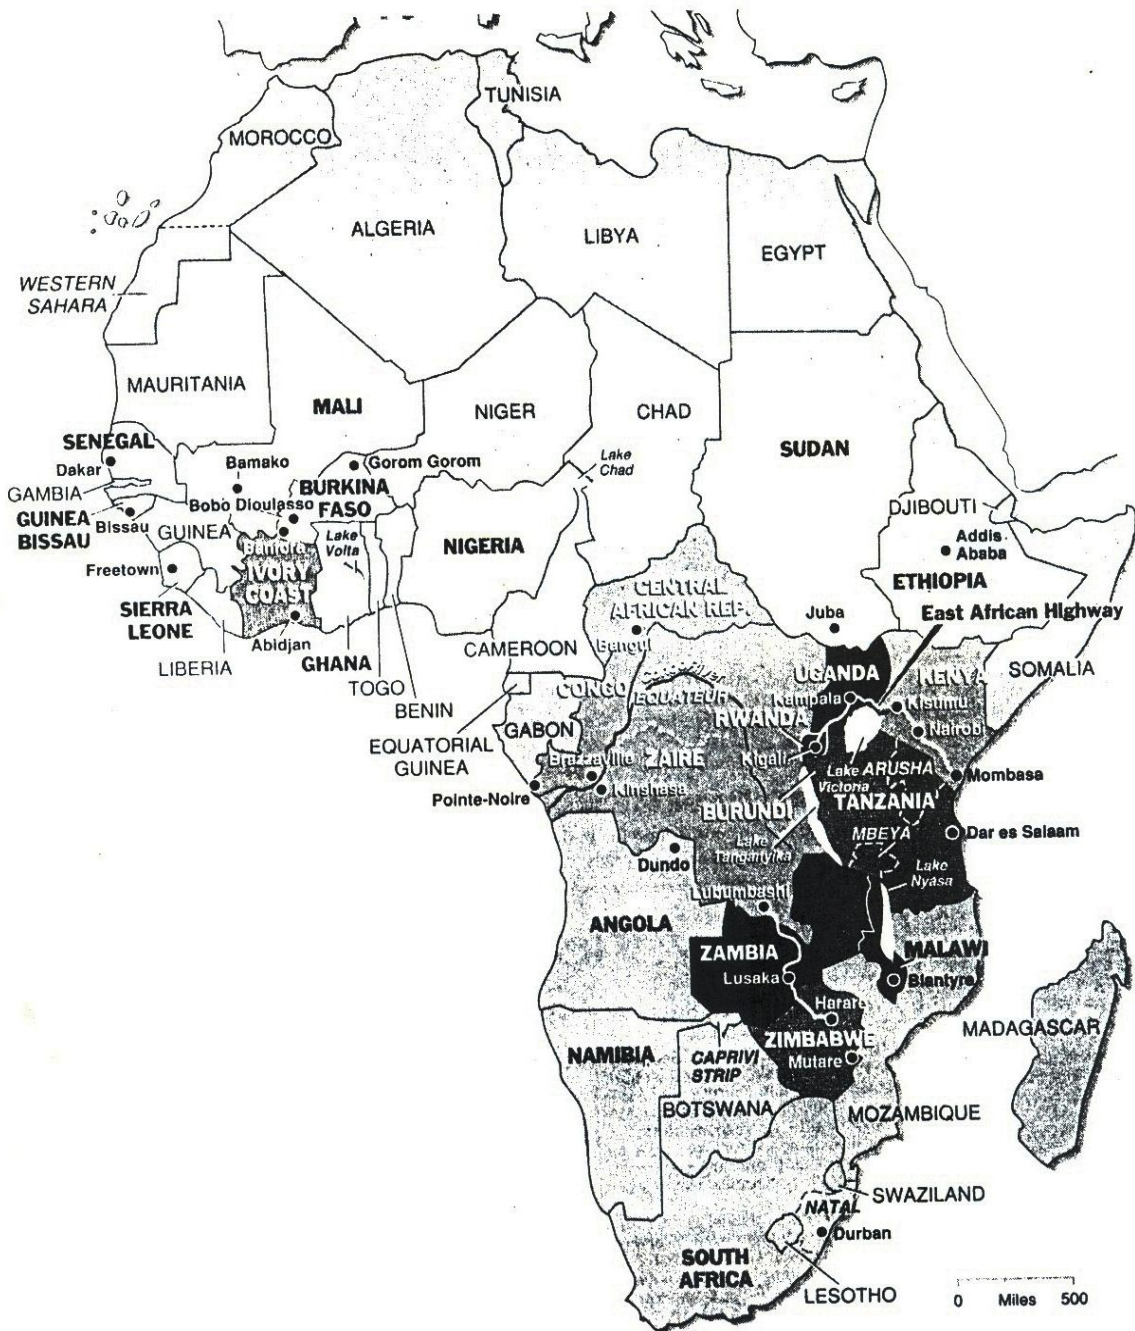 TUNISIA
MOROCCO
ALGERIA
LIBYA
EGYPT
WESTERN
SAHARA
MAURITANIA
MALI
NIGER
CHAD
SUDAN
SENEGAL
Dakar
GAMBIA
GUINEA
BISSAU
Bissau
Bamako
Gorom Gorom
BURKINA
FASO
Bobo Dioulasso
GUINEA
Banfora
Lake
Volta
Lake
Chad
NIGERIA
DJIBOUTI
Addis
Ababa
ETHIOPIA
East African Highway
Freetown
SIERRA
LEONE
IVORY
COAST
Abidjan
LIBERIA
GHANA
TOGO
BENIN
CAMEROON
EQUATORIAL
GUINEA
CENTRAL
AFRICAN REP.
Bangui
Juba
SOMALIA
UGANDA
Kampala
KENYA
Kisumu
Nairobi
Mombasa
CONGO
EQUATEUR
GABON
RWANDA
Kigali
Brazzaville
ZAIRE
Kinshasa
Pointe-Noire
BURUNDI
Lake
Victoria
ARUSHA
TANZANIA
MBEYA
Dar es Salaam
Lake
Tanganyika
Lake
Nyasa
Dundo
Lubumbashi
ANGOLA
ZAMBIA
Lusaka
MALAWI
Blantyre
Harare
ZIMBABWE
Mutare
MADAGASCAR
NAMIBIA
CAPRIVI
STRIP
BOTSWANA
MOZAMBIQUE
SWAZILAND
NATAL
Durban
SOUTH
AFRICA
LESOTHO
0 Miles 500